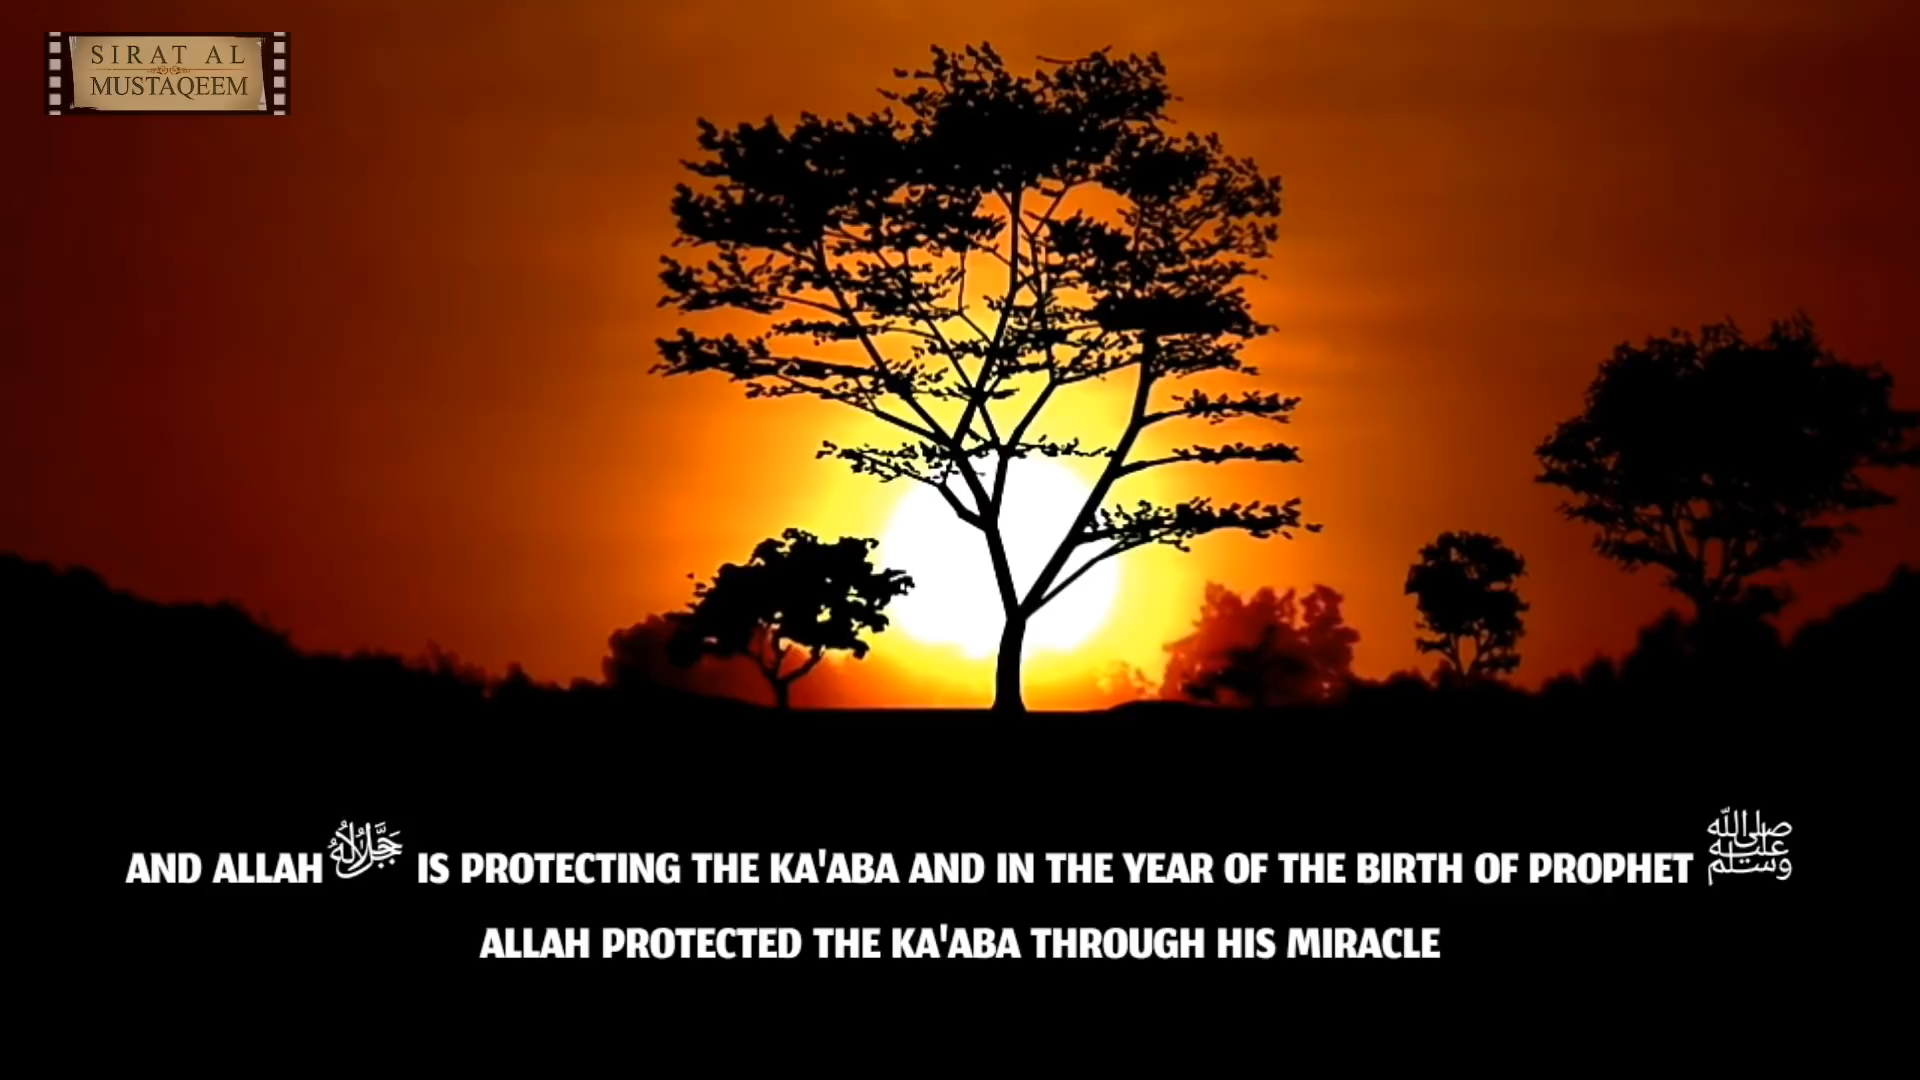 SIRAT AL
MUSTAQEEM
AND ALLAH جَلَّ جَلَالُهُ IS PROTECTING THE KA'ABA AND IN THE YEAR OF THE BIRTH OF PROPHET صلى الله عليه وسلم
ALLAH PROTECTED THE KA'ABA THROUGH HIS MIRACLE